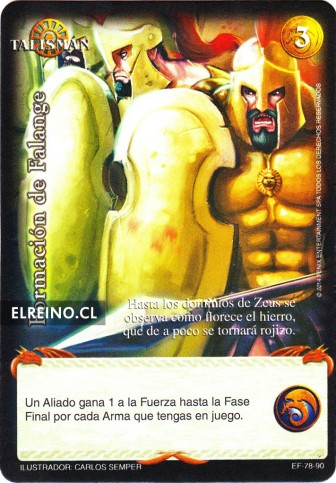 TALISMÁN
3
Formación de Falange
© 2014 FENIX ENTERTAINMENT SPA TODOS LOS DERECHOS RESERVADOS
ELREINO.CL
Hasta los dominios de Zeus se
observa como florece el hierro,
que de a poco se tornará rojizo.
Un Aliado gana 1 a la Fuerza hasta la Fase
Final por cada Arma que tengas en juego.
ILUSTRADOR: CARLOS SEMPER
EF-78-90